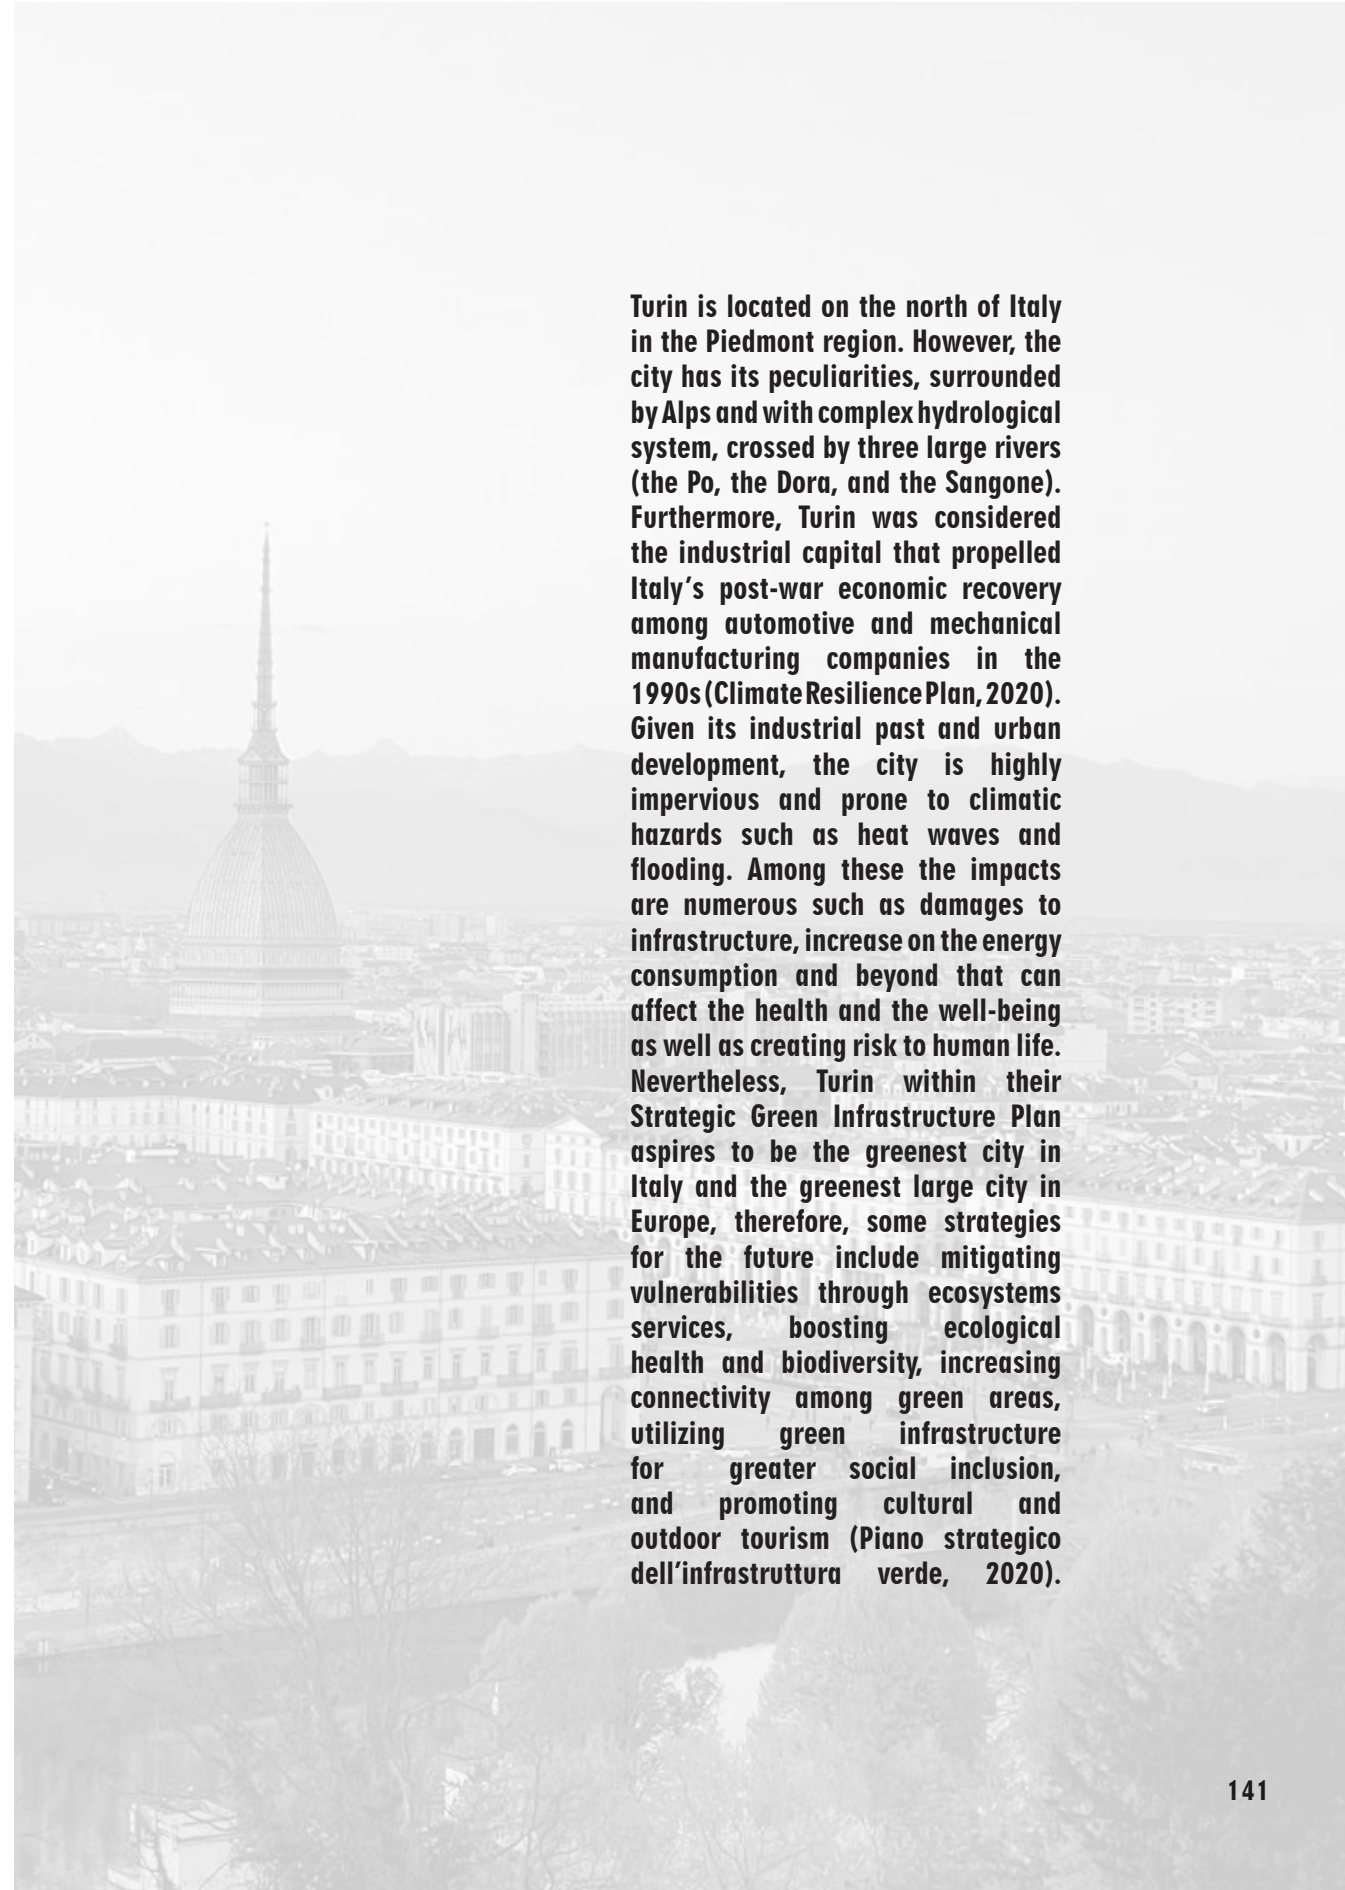 Turin is located on the north of Italy
in the Piedmont region. However, the
city has its peculiarities, surrounded
by Alps and with complex hydrological
system, crossed by three large rivers
(the Po, the Dora, and the Sangone).
Furthermore, Turin was considered
the industrial capital that propelled
Italy’s post-war economic recovery
among automotive and mechanical
manufacturing companies in the
1990s (Climate Resilience Plan, 2020).
Given its industrial past and urban
development, the city is highly
impervious and prone to climatic
hazards such as heat waves and
flooding. Among these the impacts
are numerous such as damages to
infrastructure, increase on the energy
consumption and beyond that can
affect the health and the well-being
as well as creating risk to human life.
Nevertheless, Turin within their
Strategic Green Infrastructure Plan
aspires to be the greenest city in
Italy and the greenest large city in
Europe, therefore, some strategies
for the future include mitigating
vulnerabilities through ecosystems
services, boosting ecological
health and biodiversity, increasing
connectivity among green areas,
utilizing green infrastructure
for greater social inclusion,
and promoting cultural and
outdoor tourism (Piano strategico
dell’infrastruttura verde, 2020).
141